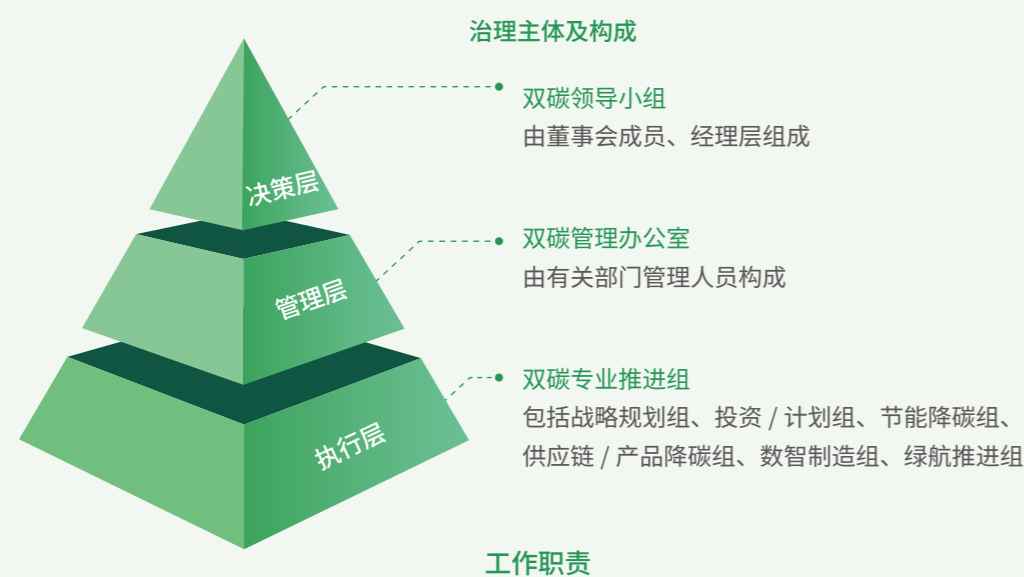 治理主体及构成
双碳领导小组
由董事会成员、经理层组成
决策层
双碳管理办公室
由有关部门管理人员构成
管理层
双碳专业推进组
包括战略规划组、投资 / 计划组、节能降碳组、
供应链 / 产品降碳组、数智制造组、绿航推进组
执行层
工作职责